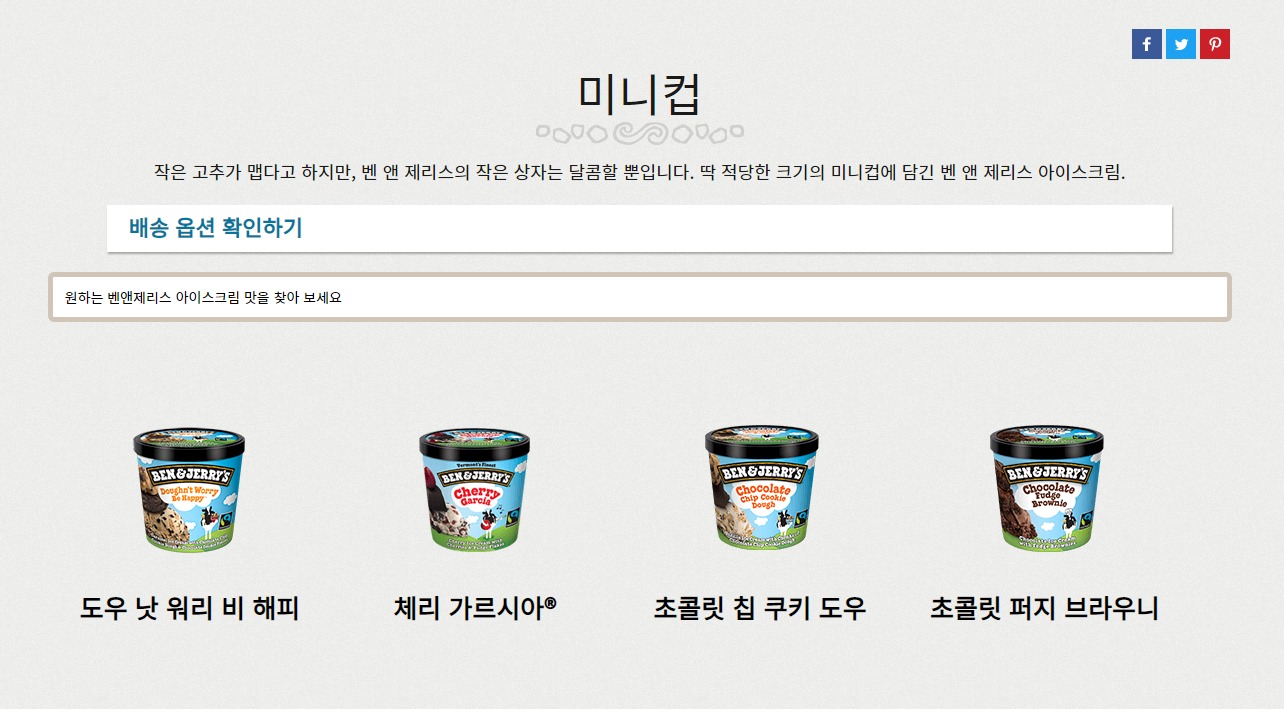 미니컵
작은 고추가 맵다고 하지만, 벤 앤 제리스의 작은 상자는 달콤할 뿐입니다. 딱 적당한 크기의 미니컵에 담긴 벤 앤 제리스 아이스크림.
배송 옵션 확인하기
원하는 벤앤제리스 아이스크림 맛을 찾아 보세요
BEN & JERRY'S
Doughn't Worry
Be Happy
Vermont's Finest
BEN & JERRY'S
Cherry
Garcia
BEN & JERRY'S
Chocolate
Chip Cookie
Dough
BEN & JERRY'S
Chocolate
Fudge
Brownie
도우 낫 워리 비 해피
체리 가르시아®
초콜릿 칩 쿠키 도우
초콜릿 퍼지 브라우니